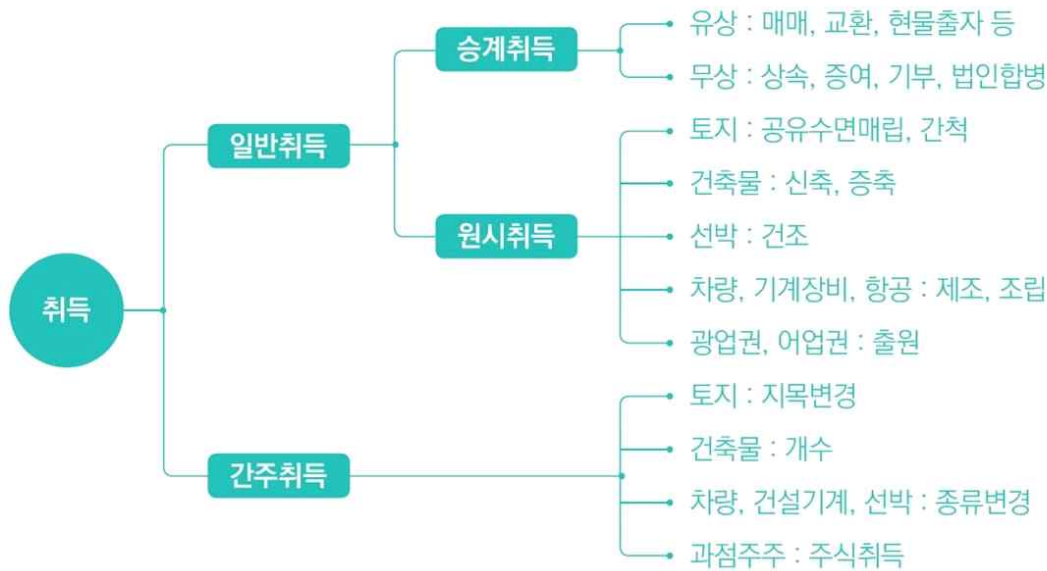 취득
일반취득
승계취득
유상 : 매매, 교환, 현물출자 등
무상 : 상속, 증여, 기부, 법인합병
원시취득
토지 : 공유수면매립, 간척
건축물 : 신축, 증축
선박 : 건조
차량, 기계장비, 항공 : 제조, 조립
광업권, 어업권 : 출원
간주취득
토지 : 지목변경
건축물 : 개수
차량, 건설기계, 선박 : 종류변경
과점주주 : 주식취득